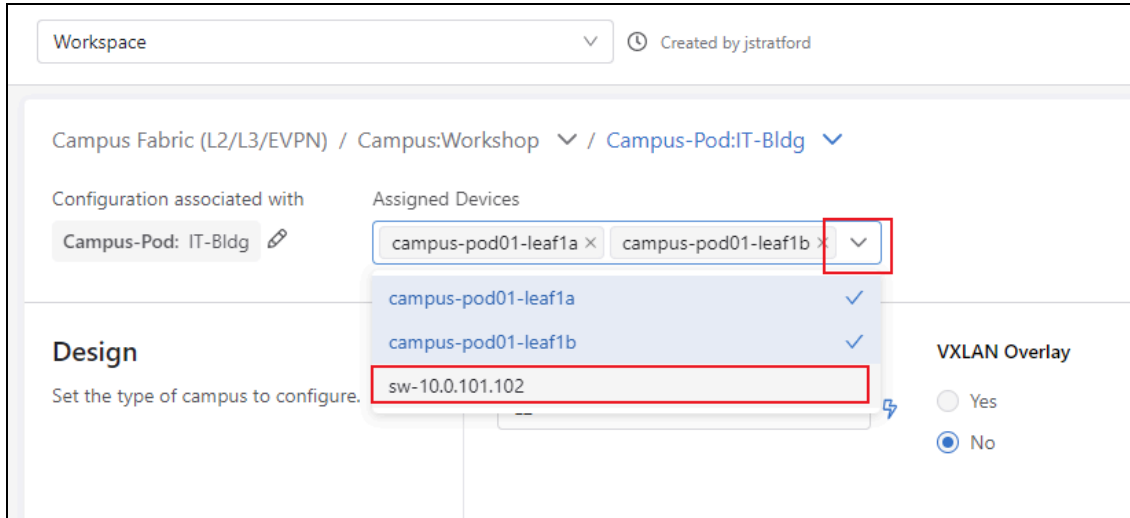 Workspace
Created by jstratford
Campus Fabric (L2/L3/EVPN) / Campus:Workshop / Campus-Pod:IT-Bldg
Configuration associated with
Assigned Devices
Campus-Pod: IT-Bldg
campus-pod01-leaf1a × campus-pod01-leaf1b ×
campus-pod01-leaf1a
campus-pod01-leaf1b
sw-10.0.101.102
Design
Set the type of campus to configure.
VXLAN Overlay
Yes
No